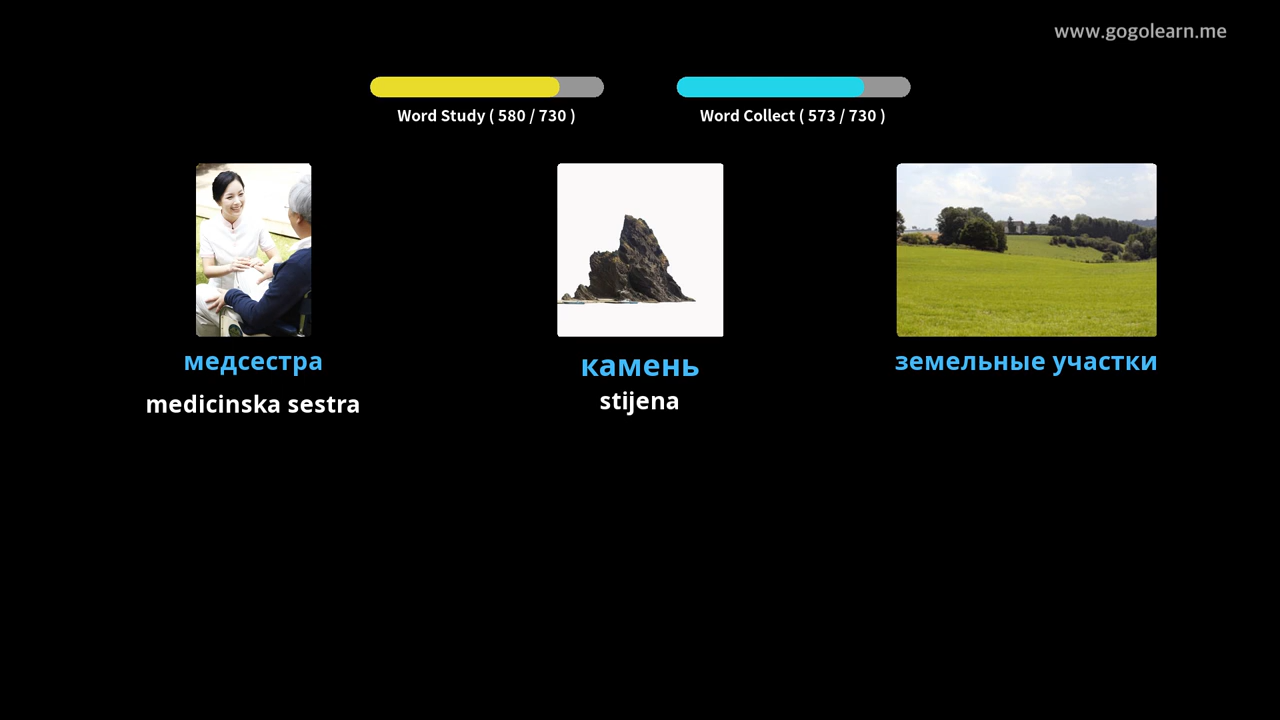 www.gogolearn.me
Word Study ( 580 / 730 )
Word Collect ( 573 / 730 )
медсестра
medicinska sestra
камень
stijena
земельные участки